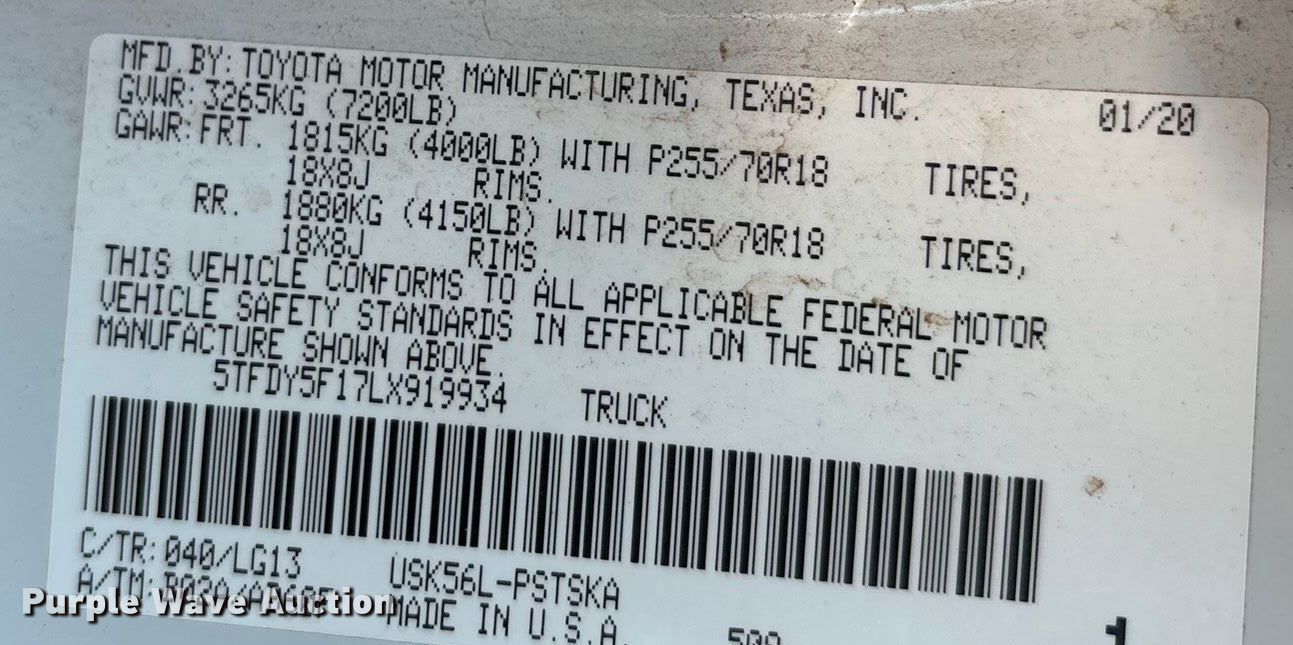 MFD.BY: TOYOTA MOTOR MANUFACTURING, TEXAS, INC. 01/20
GVWR: 3265KG (7200LB)
GAWR: FRT. 1815KG (4000LB) WITH P255/70R18 TIRES,
18X8J RIMS.
RR. 1880KG (4150LB) WITH P255/70R18 TIRES,
18X8J RIMS.
THIS VEHICLE CONFORMS TO ALL APPLICABLE FEDERAL MOTOR
VEHICLE SAFETY STANDARDS IN EFFECT ON THE DATE OF
MANUFACTURE SHOWN ABOVE.
5TFDY5F17LX919934 TRUCK
C/TR: 040/LG13 USK56L-PSTSKA
A/TM: MADE IN U.S.A.
Purple Wave Auction